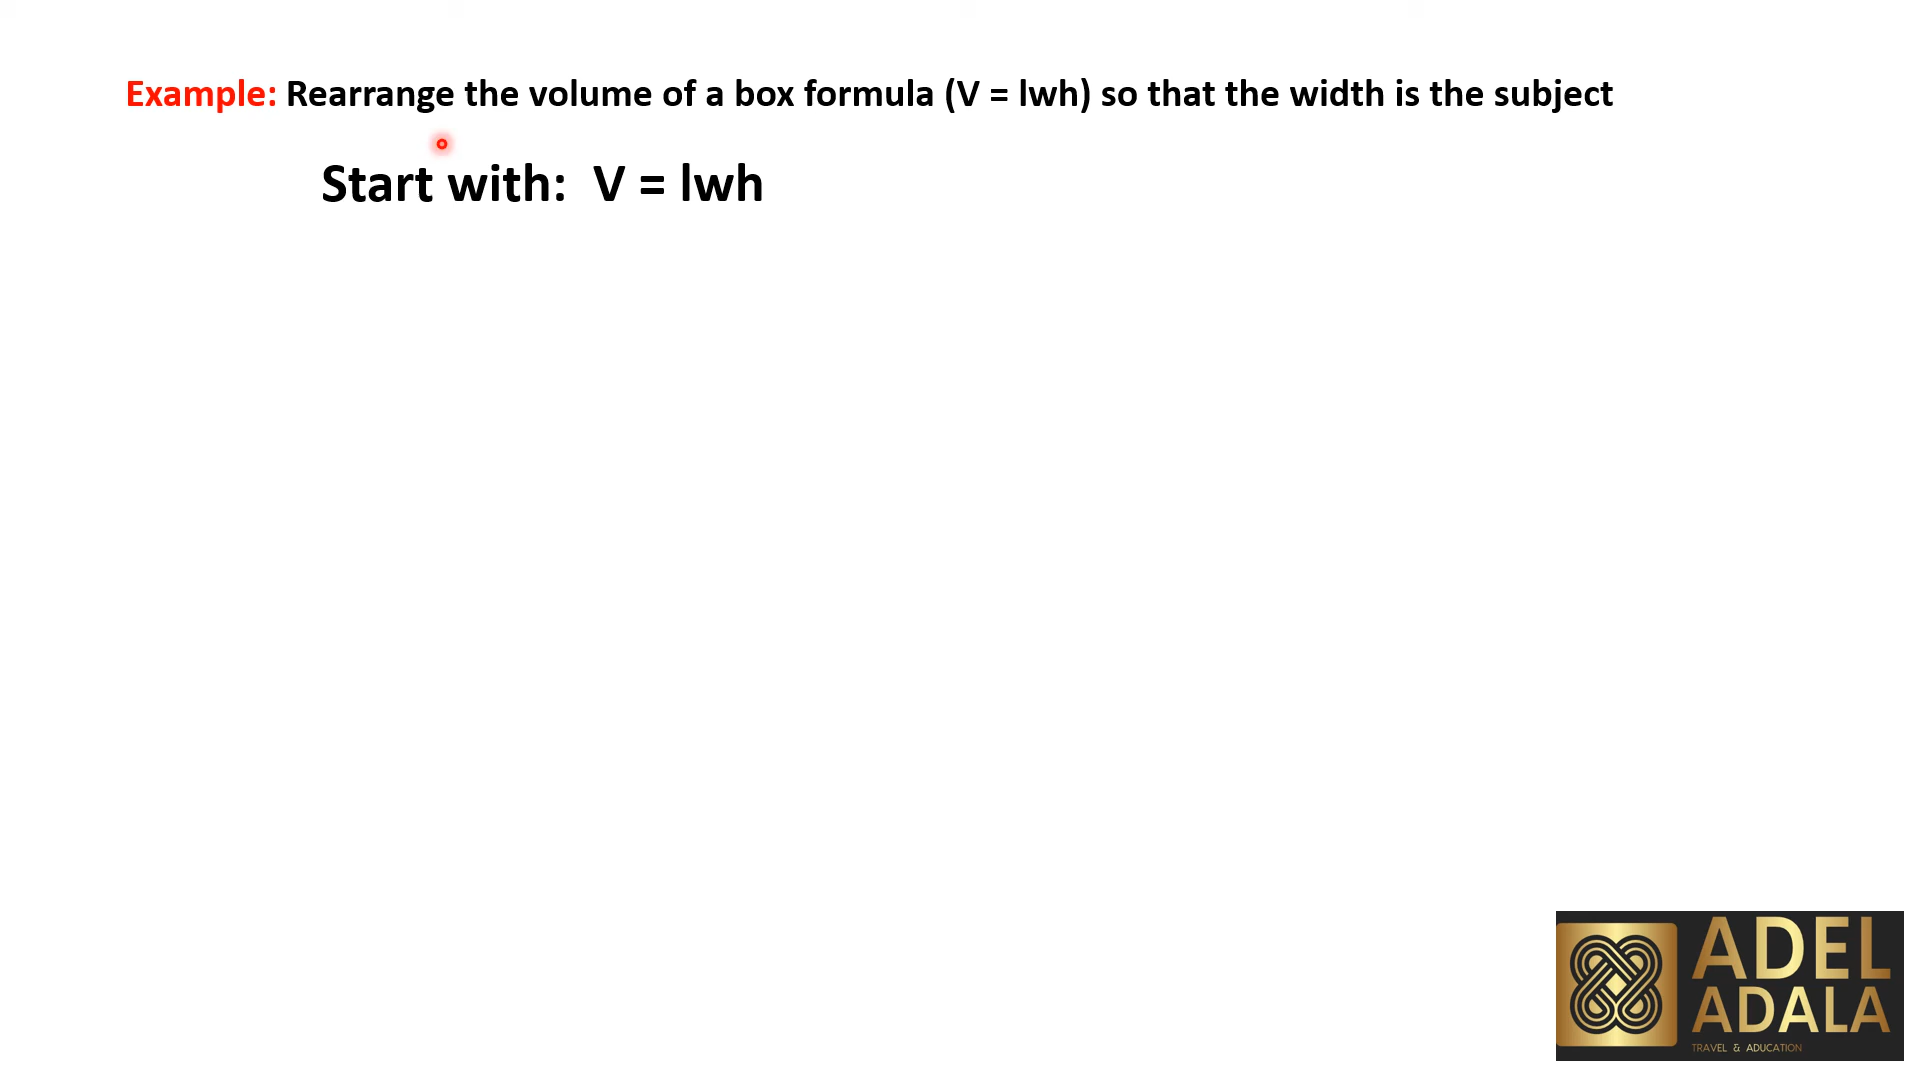 Example: Rearrange the volume of a box formula (V = lwh) so that the width is the subject
Start with:  V = lwh
ADEL
ADALA
TRAVEL & ADUCATION